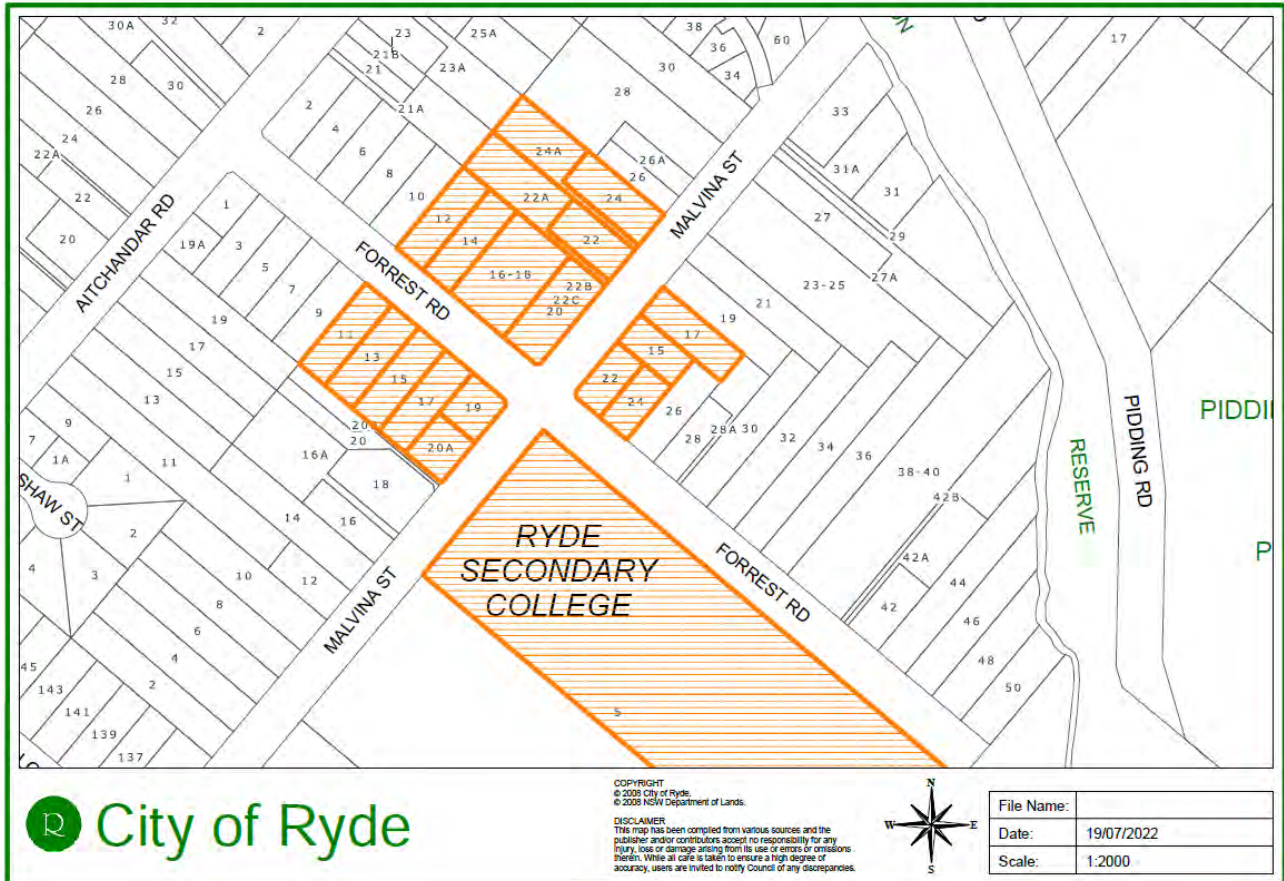 30A
32
2
23
25A
21B
21
23A
38
36
34
60
17
30
28
28
30
26
24
22A
22
20
2
4
6
8
10
21A
24A
26A
26
24
22A
22
12
14
16-18
22B
22C
20
MALVINA ST
33
31A
31
29
27
27A
23-25
21
19
17
15
22
24
26
28
28A
30
32
34
36
38-40
42B
42A
42
44
46
48
50
AITCHANDAR RD
FORREST RD
1
19A
3
5
7
9
11
13
15
17
19
20A
20
19
17
15
13
11
9
7
1A
1
16A
18
16
14
12
10
8
6
4
2
2
3
4
SHAW ST
45
143
141
139
137
MALVINA ST
RYDE
SECONDARY
COLLEGE
5
FORREST RD
RESERVE
PIDDING RD
PIDDI
P
City of Ryde
COPYRIGHT
© 2008 City of Ryde.
© 2008 NSW Department of Lands.
DISCLAIMER
This map has been compiled from various sources and the
publisher and/or contributors accept no responsibility for any
injury, loss or damage arising from its use or errors or omissions
therein. While all care is taken to ensure a high degree of
accuracy, users are invited to notify Council of any discrepancies.
N
W
E
S
File Name:
Date: 19/07/2022
Scale: 1:2000